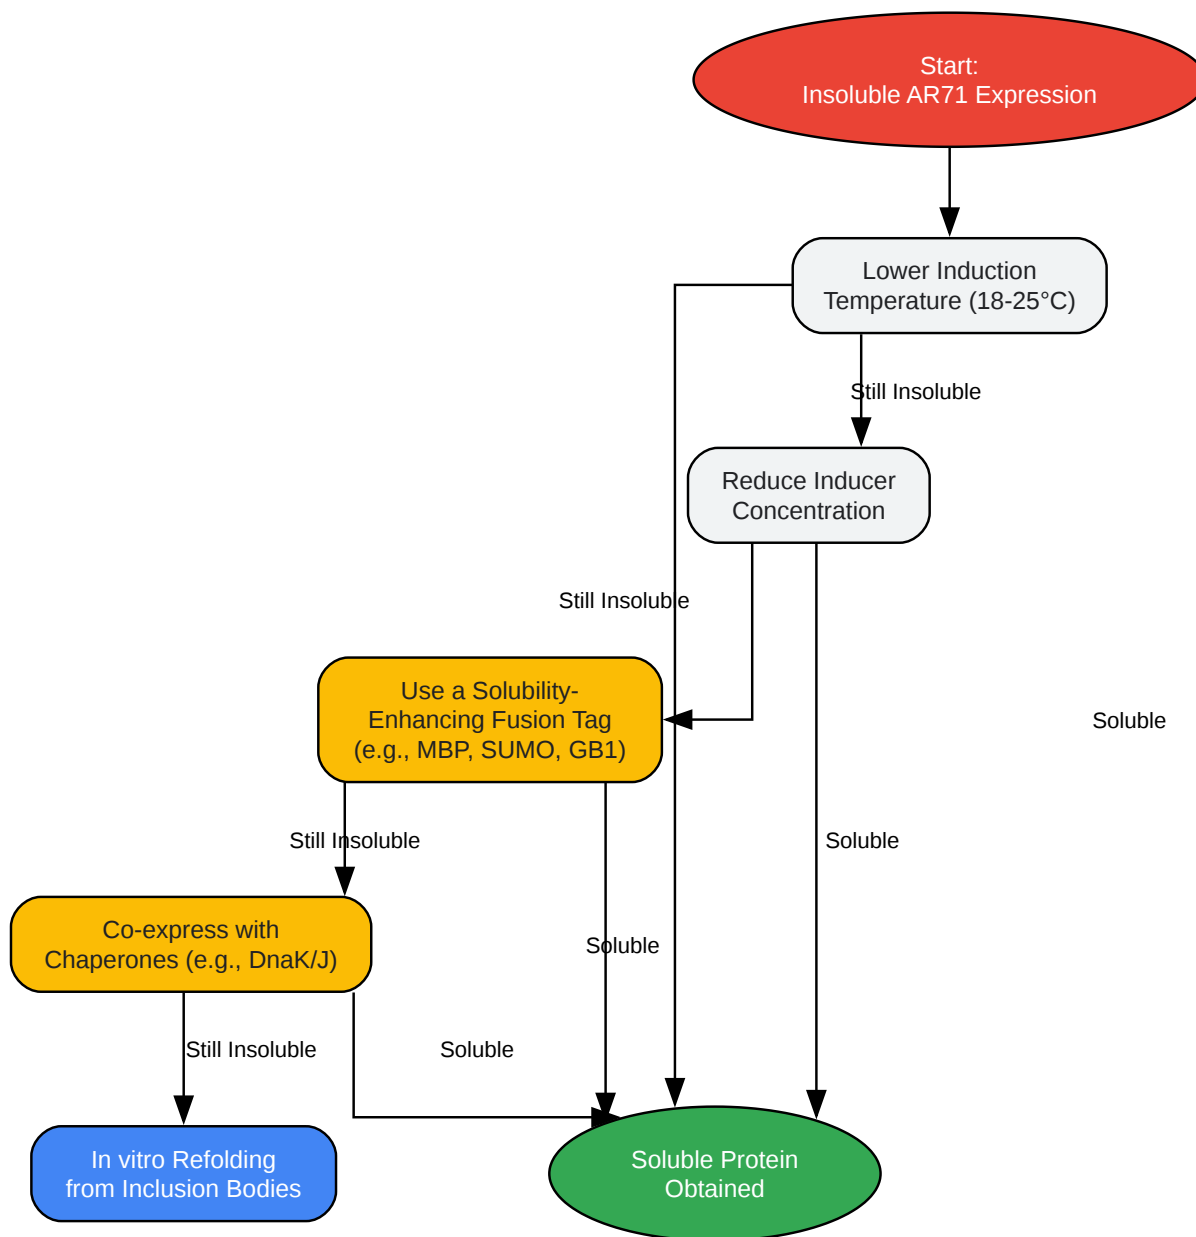 Start:
Insoluble AR71 Expression
Lower Induction
Temperature (18-25°C)
Still Insoluble
Reduce Inducer
Concentration
Still Insoluble
Use a Solubility-
Enhancing Fusion Tag
(e.g., MBP, SUMO, GB1)
Soluble
Still Insoluble
Soluble
Co-express with
Chaperones (e.g., DnaK/J)
Soluble
Still Insoluble
Soluble
In vitro Refolding
from Inclusion Bodies
Soluble Protein
Obtained